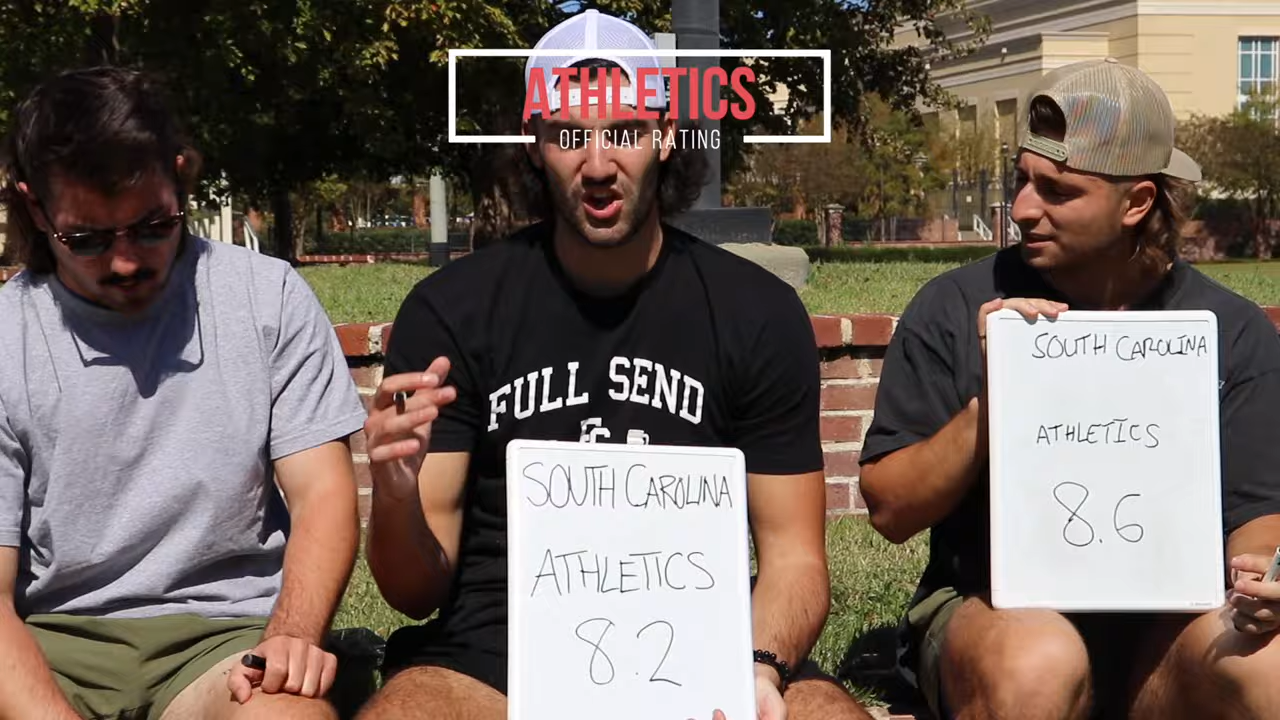 ATHLETICS
OFFICIAL RATING
FULL SEND
SOUTH CAROLINA
ATHLETICS
8.2
SOUTH CAROLINA
ATHLETICS
8.6